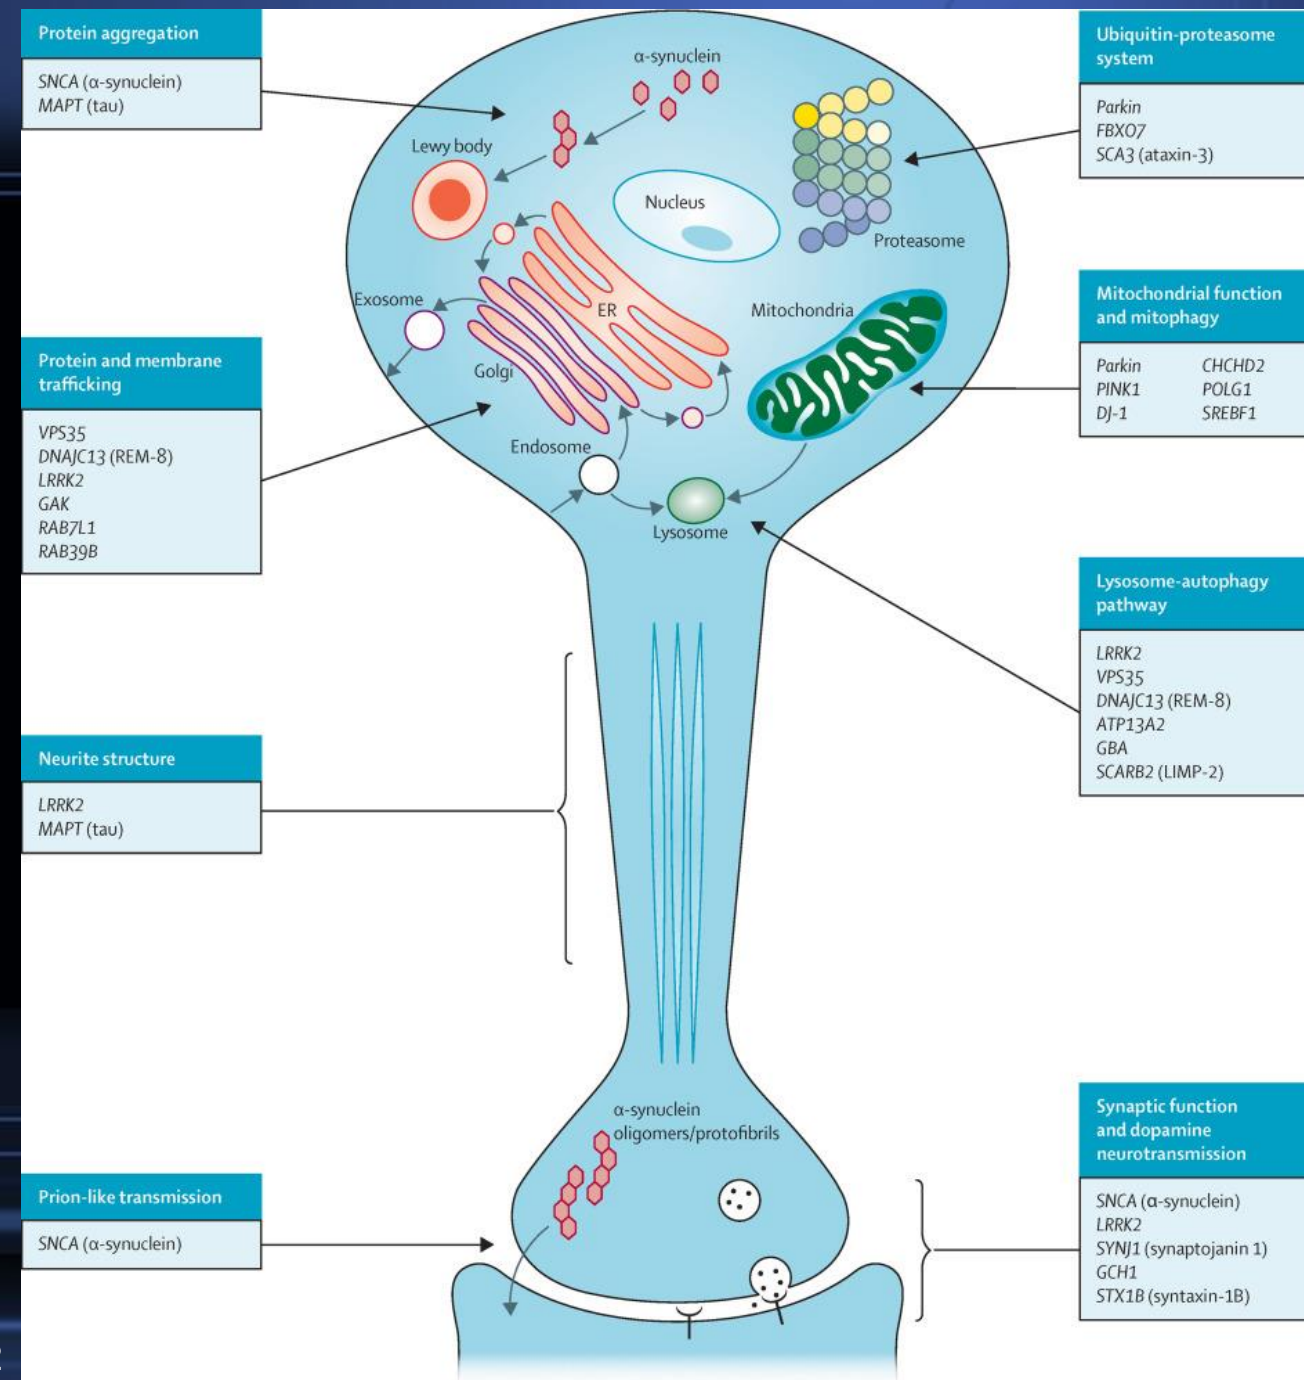 Protein aggregation
SNCA (α-synuclein)
MAPT (tau)
α-synuclein
Lewy body
Nucleus
Proteasome
Ubiquitin-proteasome
system
Parkin
FBXO7
SCA3 (ataxin-3)
Exosome
ER
Golgi
Mitochondria
Endosome
Lysosome
Mitochondrial function
and mitophagy
Parkin CHCHD2
PINK1 POLG1
DJ-1 SREBF1
Protein and membrane
trafficking
VPS35
DNAJC13 (REM-8)
LRRK2
GAK
RAB7L1
RAB39B
Lysosome-autophagy
pathway
LRRK2
VPS35
DNAJC13 (REM-8)
ATP13A2
GBA
SCARB2 (LIMP-2)
Neurite structure
LRRK2
MAPT (tau)
α-synuclein
oligomers/protofibrils
Prion-like transmission
SNCA (α-synuclein)
Synaptic function
and dopamine
neurotransmission
SNCA (α-synuclein)
LRRK2
SYNJ1 (synaptojanin 1)
GCH1
STX1B (syntaxin-1B)